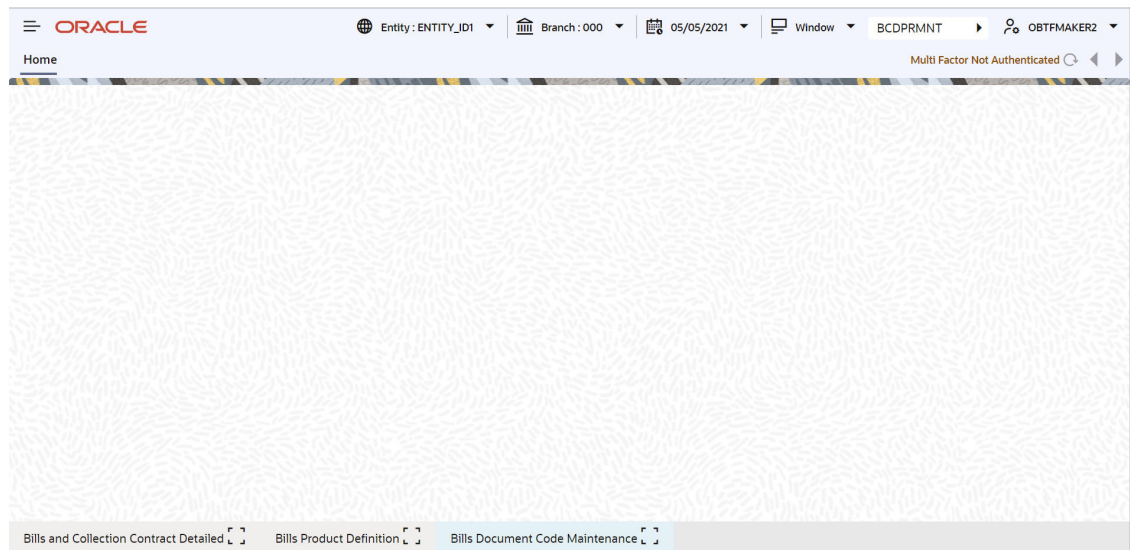 ORACLE Entity : ENTITY_ID1 Branch : 000 05/05/2021 Window BCDPRMNT OBTFMAKER2
Home Multi Factor Not Authenticated
Bills and Collection Contract Detailed Bills Product Definition Bills Document Code Maintenance